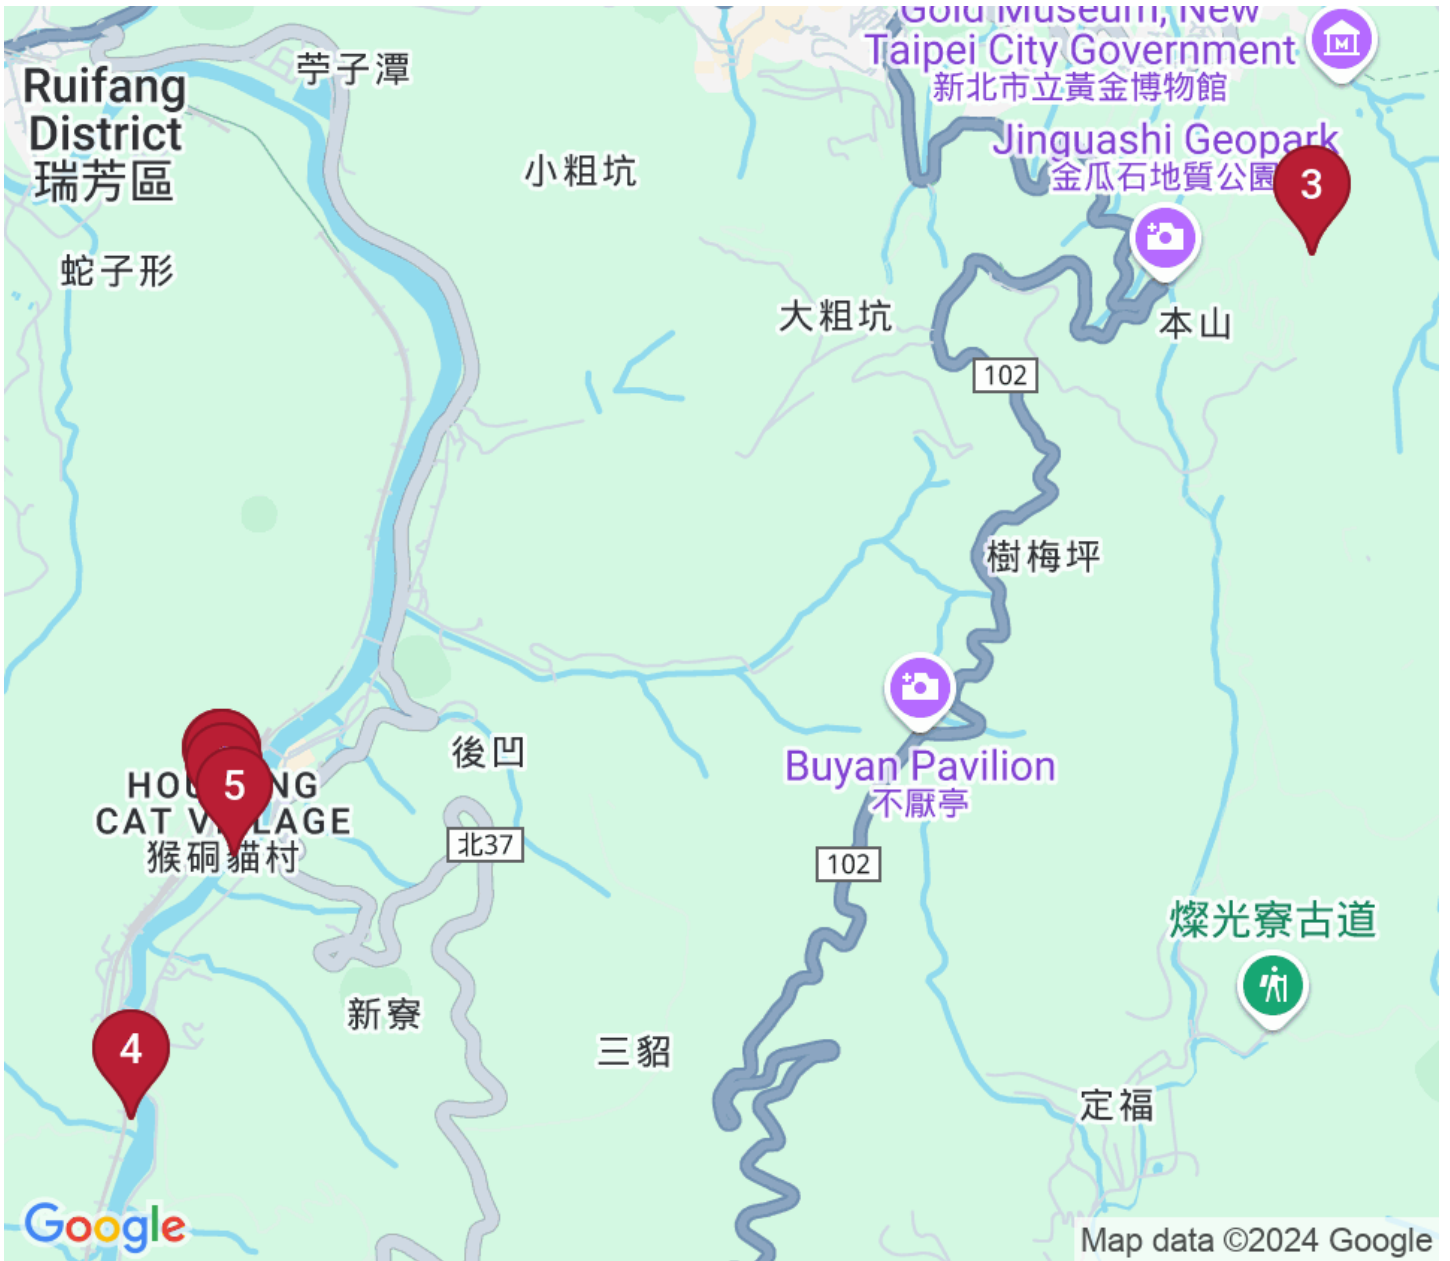 Gold Museum, New
Taipei City Government
新北市立黃金博物館
Ruifang
District
瑞芳區
苧子潭
Jinguashi Geopark
金瓜石地質公園
3
小粗坑
蛇子形
大粗坑
本山
102
樹梅坪
Buyan Pavilion
不厭亭
後凹
5
CAT VILLAGE
猴硐貓村
北37
102
燦光寮古道
新寮
三貂
4
定福
Google
Map data ©2024 Google